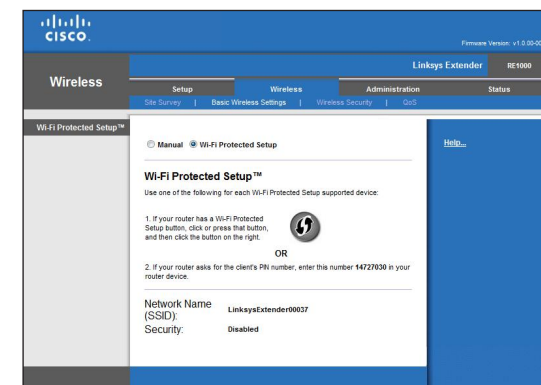 CISCO.
Firmware Version: v1.0.00
Linksys Extender RE1000
Wireless
Setup Wireless Administration Status
Site Survey | Basic Wireless Settings | Wireless Security | QoS
Wi-Fi Protected Setup™
Manual Wi-Fi Protected Setup
Help...
Wi-Fi Protected Setup™
Use one of the following for each Wi-Fi Protected Setup supported device:
1. If your router has a Wi-Fi Protected
Setup button, click or press that button,
and then click the button on the right.
OR
2. If your router asks for the client's PIN number, enter this number 14727030 in your
router device.
Network Name
(SSID):
LinksysExtender00037
Security: Disabled